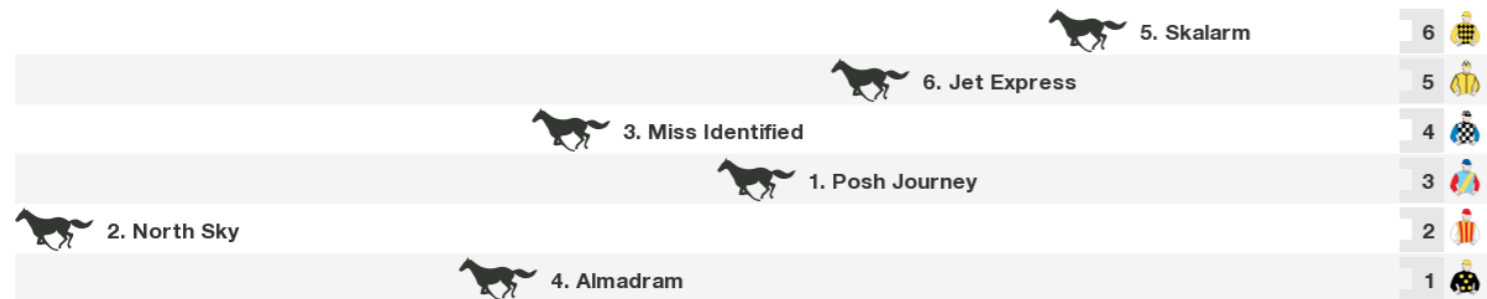 5. Skalarm 6
6. Jet Express 5
3. Miss Identified 4
1. Posh Journey 3
2. North Sky 2
4. Almadram 1